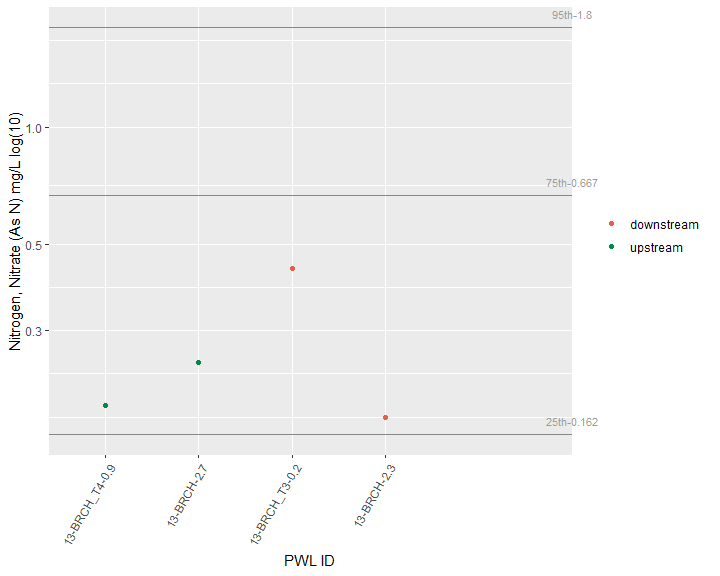 95th-1.8
1.0
75th-0.667
0.5
0.3
25th-0.162
Nitrogen, Nitrate (As N) mg/L log(10)
13-BRCH_T4-0.9
13-BRCH-2.7
13-BRCH_T3-0.2
13-BRCH-2.3
PWL ID
downstream
upstream